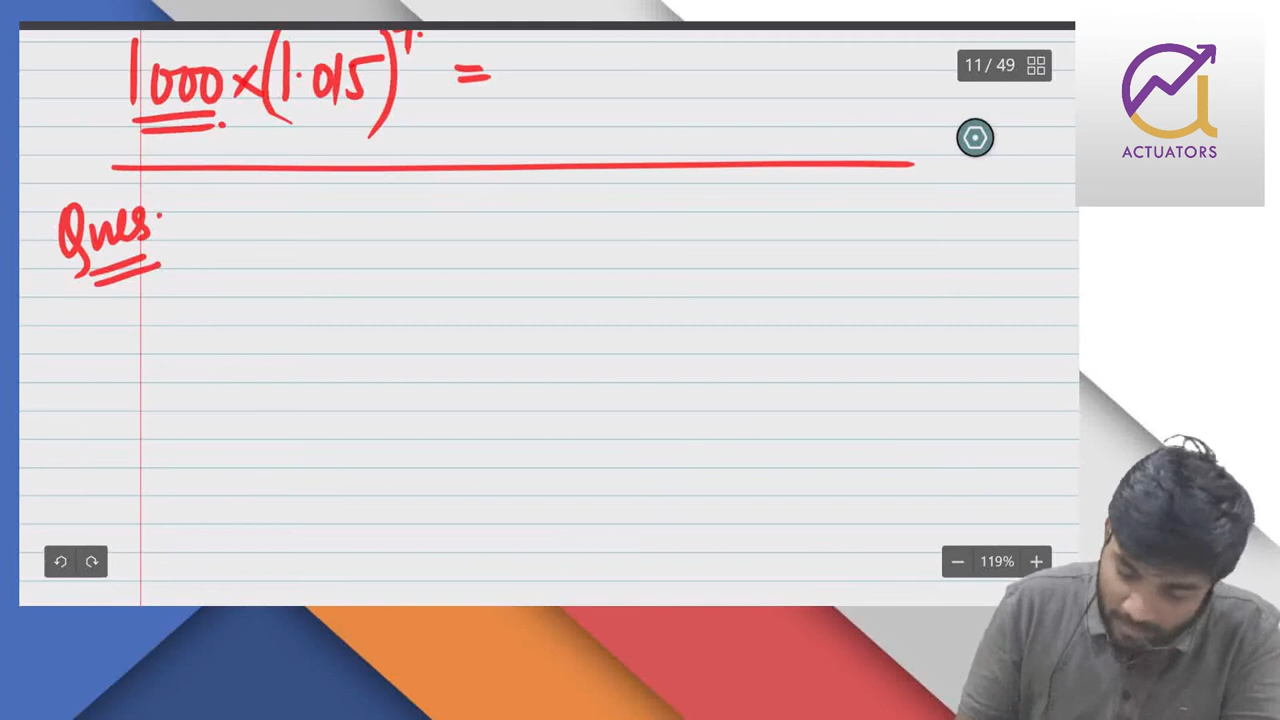 1000 × (1.015) =
11 / 49
ACTUATORS
Ques.
119%